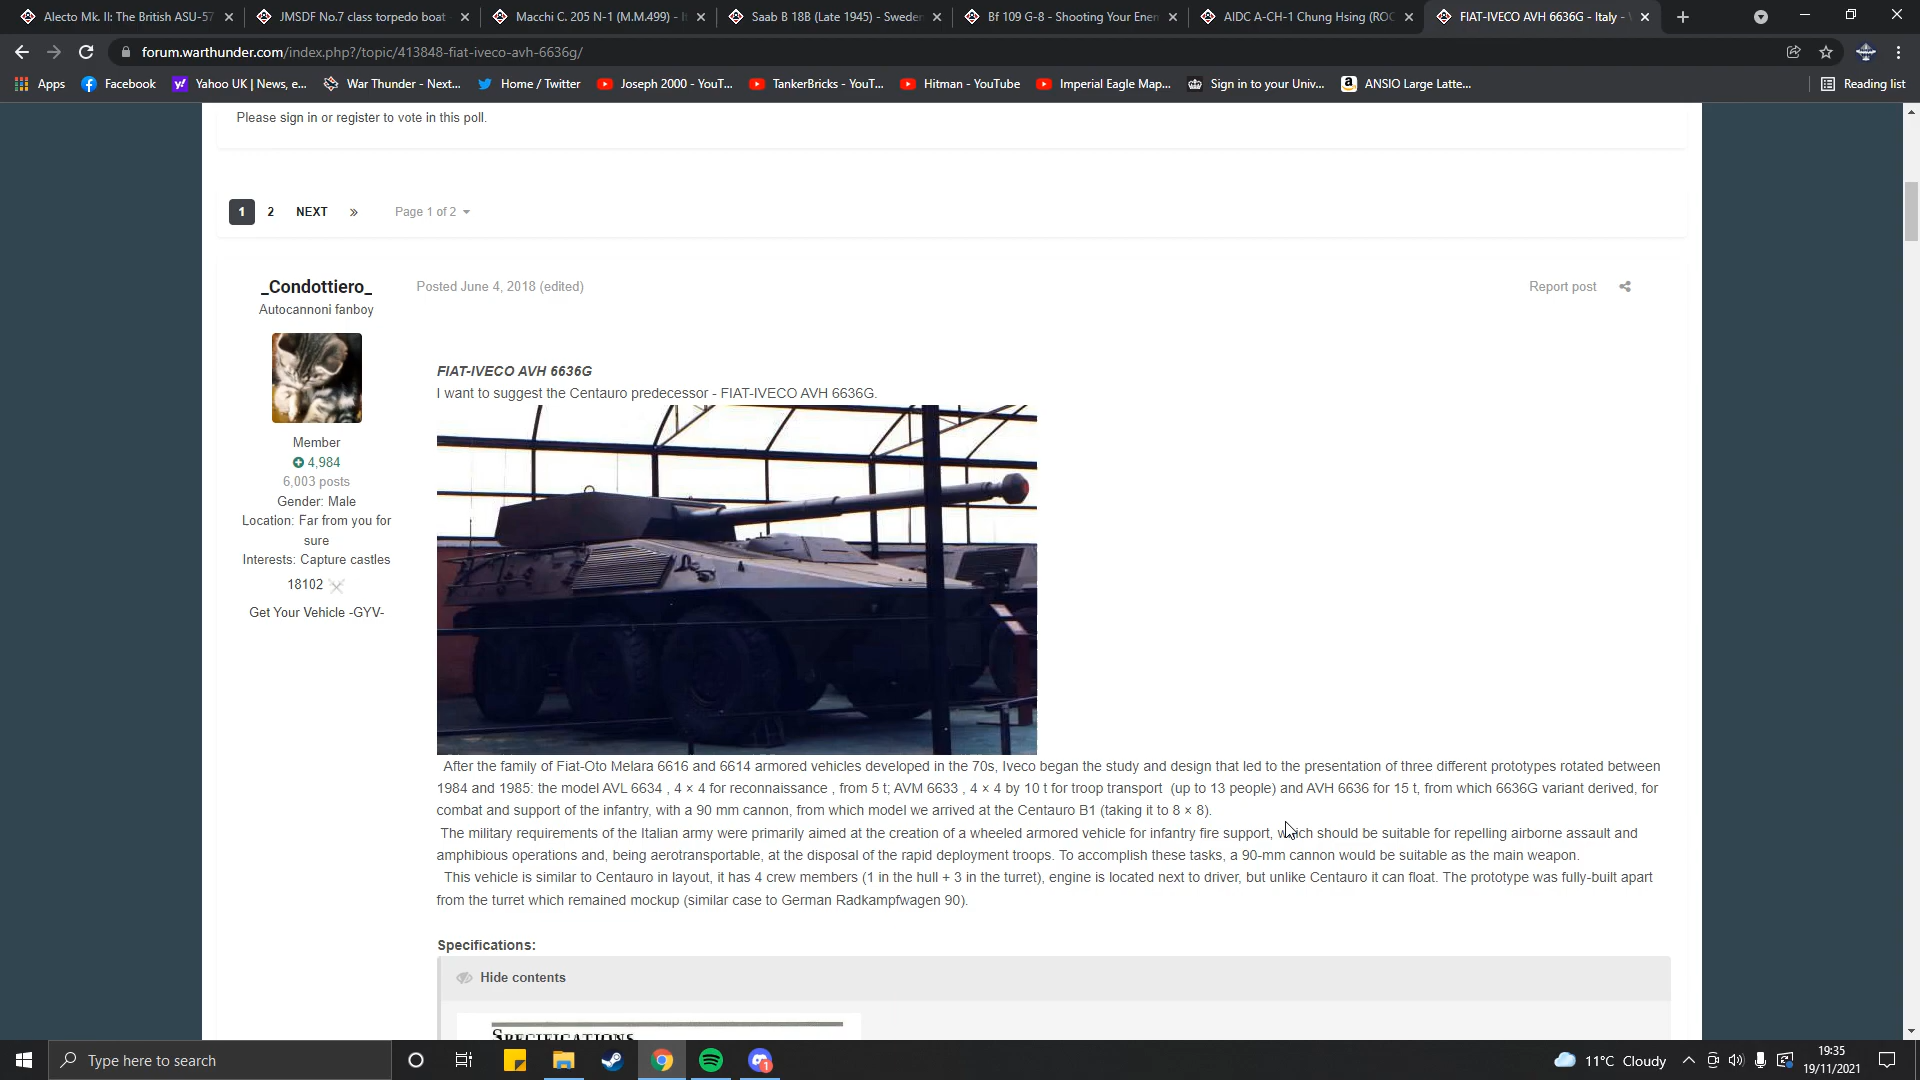 Alecto Mk. II: The British ASU-57
JMSDF No.7 class torpedo boat
Macchi C. 205 N-1 (M.M.499) - I
Saab B 18B (Late 1945) - Sweden
Bf 109 G-8 - Shooting Your Enem
AIDC A-CH-1 Chung Hsing (ROC
FIAT-IVECO AVH 6636G - Italy -
forum.warthunder.com/index.php?/topic/413848-fiat-iveco-avh-6636g/
Apps
Facebook
Yahoo UK | News, e...
War Thunder - Next...
Home / Twitter
Joseph 2000 - YouT...
TankerBricks - YouT...
Hitman - YouTube
Imperial Eagle Map...
Sign in to your Univ...
ANSIO Large Latte...
Reading list
Please sign in or register to vote in this poll.
1 2 NEXT » Page 1 of 2
_Condottiero_
Autocannoni fanboy
Member
4,984
6,003 posts
Gender: Male
Location: Far from you for
sure
Interests: Capture castles
18102
Get Your Vehicle -GYV-
Posted June 4, 2018 (edited)
Report post
FIAT-IVECO AVH 6636G
I want to suggest the Centauro predecessor - FIAT-IVECO AVH 6636G.
After the family of Fiat-Oto Melara 6616 and 6614 armored vehicles developed in the 70s, Iveco began the study and design that led to the presentation of three different prototypes rotated between
1984 and 1985: the model AVL 6634 , 4 × 4 for reconnaissance , from 5 t; AVM 6633 , 4 × 4 by 10 t for troop transport (up to 13 people) and AVH 6636 for 15 t, from which 6636G variant derived, for
combat and support of the infantry, with a 90 mm cannon, from which model we arrived at the Centauro B1 (taking it to 8 × 8).
The military requirements of the Italian army were primarily aimed at the creation of a wheeled armored vehicle for infantry fire support, which should be suitable for repelling airborne assault and
amphibious operations and, being aerotransportable, at the disposal of the rapid deployment troops. To accomplish these tasks, a 90-mm cannon would be suitable as the main weapon.
This vehicle is similar to Centauro in layout, it has 4 crew members (1 in the hull + 3 in the turret), engine is located next to driver, but unlike Centauro it can float. The prototype was fully-built apart
from the turret which remained mockup (similar case to German Radkampfwagen 90).
Specifications:
Hide contents
SPECIFICATIONS
Type here to search
1
11°C Cloudy
19:35
19/11/2021